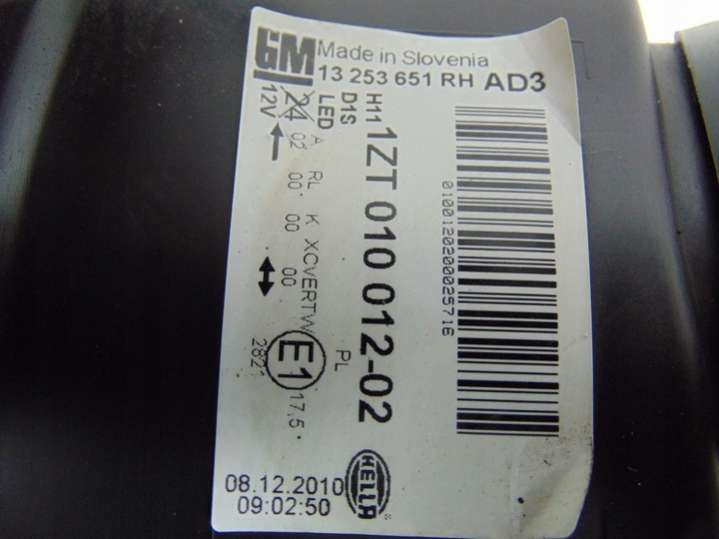 GM Made in Slovenia
13 253 651 RH AD3
H11
D1S
LED
24
12V
1ZT 010 012-02
A RL K XCVERTW PL
02 00 00 00
E1
17,5
2821
0100120200025716
08.12.2010
09:02:50
HELLA